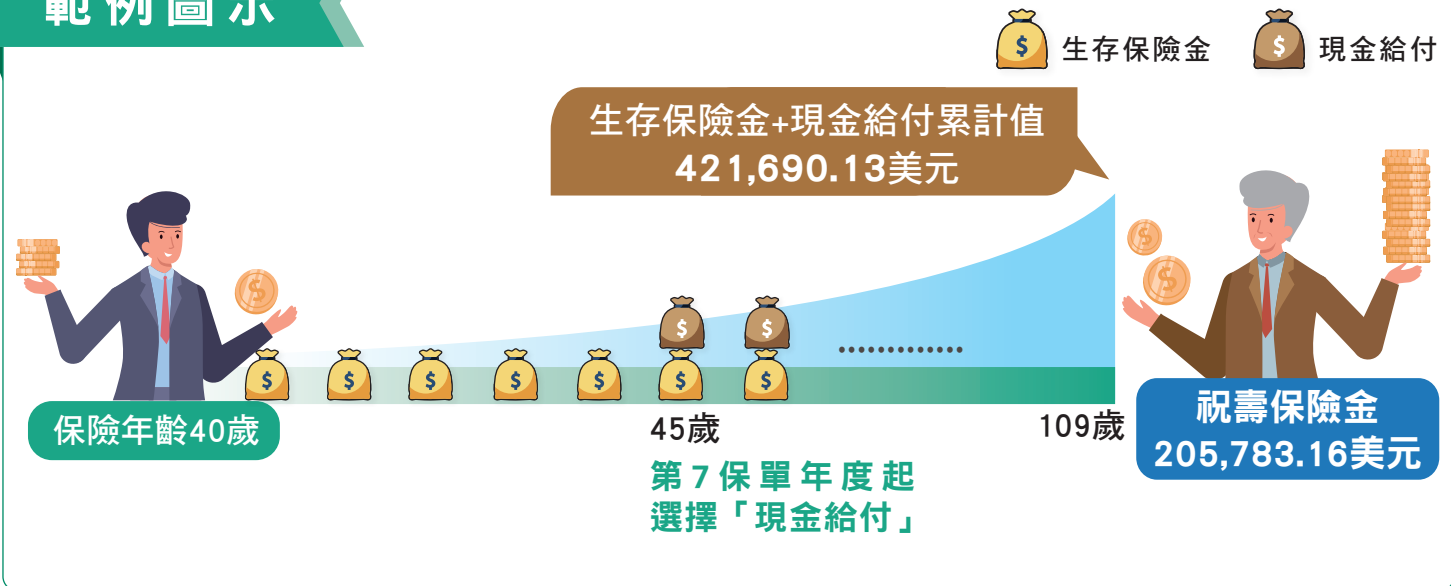 範例圖示
生存保險金
現金給付
生存保險金+現金給付累計值
421,690.13美元
保險年齡40歲
45歲
第7保單年度起
選擇「現金給付」
109歲
祝壽保險金
205,783.16美元